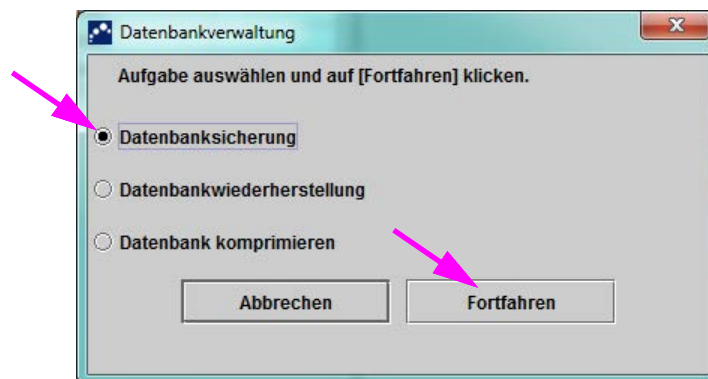 Datenbankverwaltung
Aufgabe auswählen und auf [Fortfahren] klicken.
Datenbanksicherung
Datenbankwiederherstellung
Datenbank komprimieren
Abbrechen Fortfahren